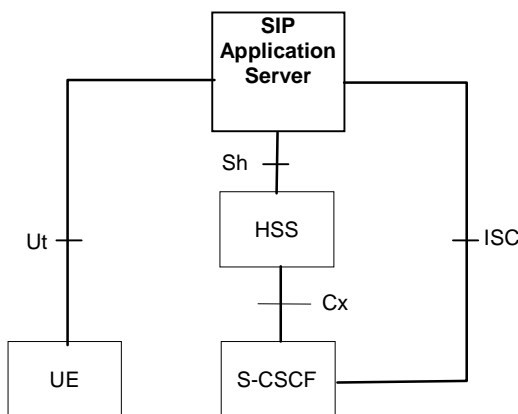 SIP
Application
Server
Sh
HSS
Ut
ISC
Cx
UE
S-CSCF